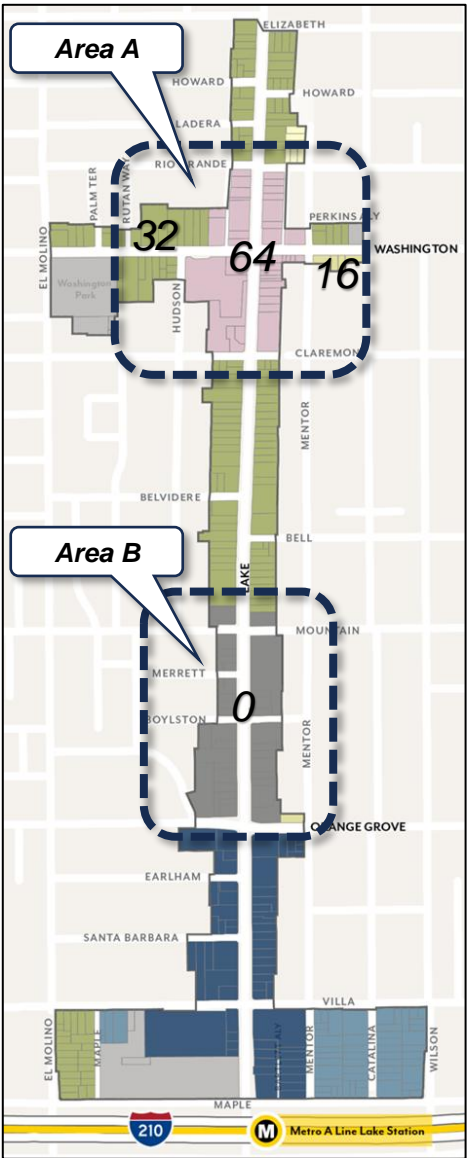 ELIZABETH
Area A
HOWARD
HOWARD
LADERA
RIO GRANDE
PALM TER
RUTAN WAY
PERKINS ALY
32
64
WASHINGTON
16
EL MOLINO
Washington
Park
HUDSON
CLAREMON
MENTOR
BELVIDERE
BELL
Area B
LAKE
MOUNTAIN
MERRETT
0
BOYLSTON
MENTOR
ORANGE GROVE
EARLHAM
SANTA BARBARA
VILLA
EL MOLINO
MAPLE
MENTOR
CATALINA
WILSON
MAPLE
210
M
Metro A Line Lake Station